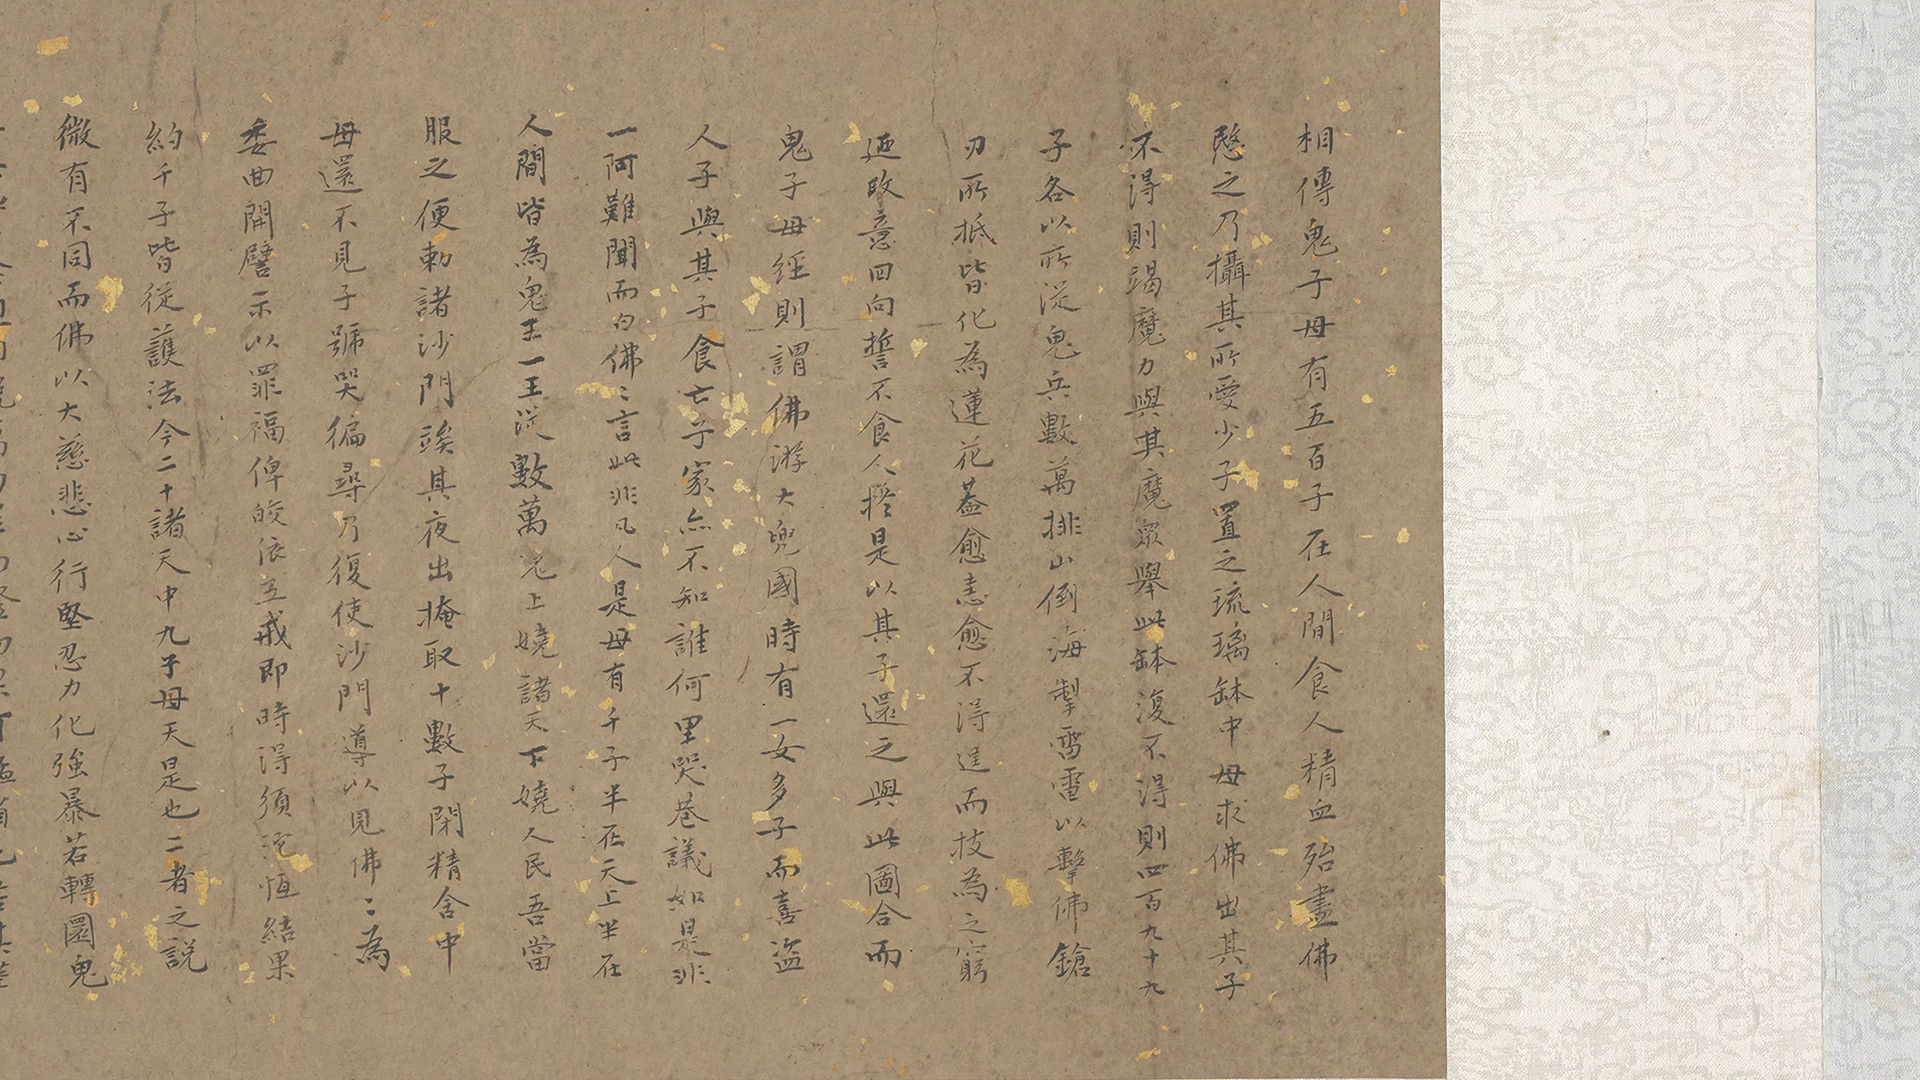 相傳鬼子母有五百子在人間食人精血殆盡佛
愍之乃攝其所愛少子置之琉璃缽中母求佛出其子
不得則竭魔力與其魔眾舉此缽復不得則四百九十九
子各以所從鬼兵數萬排山倒海掣雷電以擊佛鎗
刃所抵皆化為蓮花蓋愈恚愈不得逞而技為之窮
迺改意回向誓不食人於是以其子還之與此圖合而
鬼子母經則謂佛游大兜國時有一女多子而喜盜
人子與其子食亡子家亦不知誰何里哭巷議如是非
一阿難聞而白佛〻言此非凡人是母有千子半在天上半在
人間皆為鬼王一王從數萬鬼上嬈諸天下嬈人民吾當
服之便勅諸沙門竢其夜出掩取十數子閉精舍中
母還不見子號哭徧尋乃復使沙門導以見佛〻為
委曲開譬示以罪福俾皈依立戒即時得須洹恆結果
約千子皆從護法今二十諸天中九子母天是也二者之説
微有不同而佛以大慈悲心行堅忍力化強暴若轉圜鬼